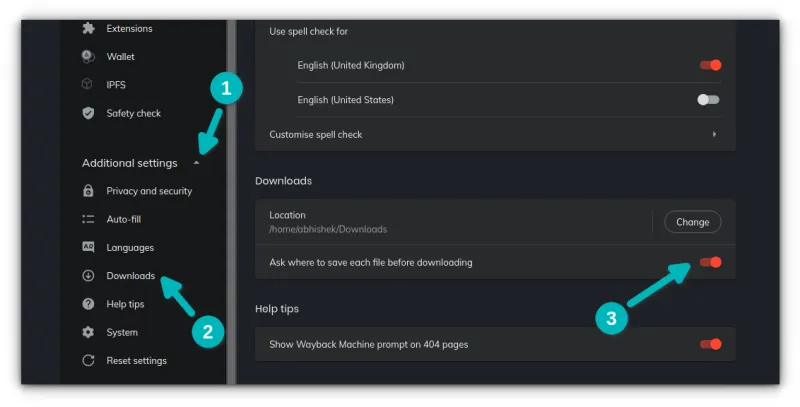 Extensions
Wallet
IPFS
Safety check
1
Additional settings
Privacy and security
Auto-fill
Languages
Downloads
Help tips
2
System
Reset settings
Use spell check for
English (United Kingdom)
English (United States)
Customise spell check
Downloads
Location
/home/abhishek/Downloads
Change
Ask where to save each file before downloading
3
Help tips
Show Wayback Machine prompt on 404 pages